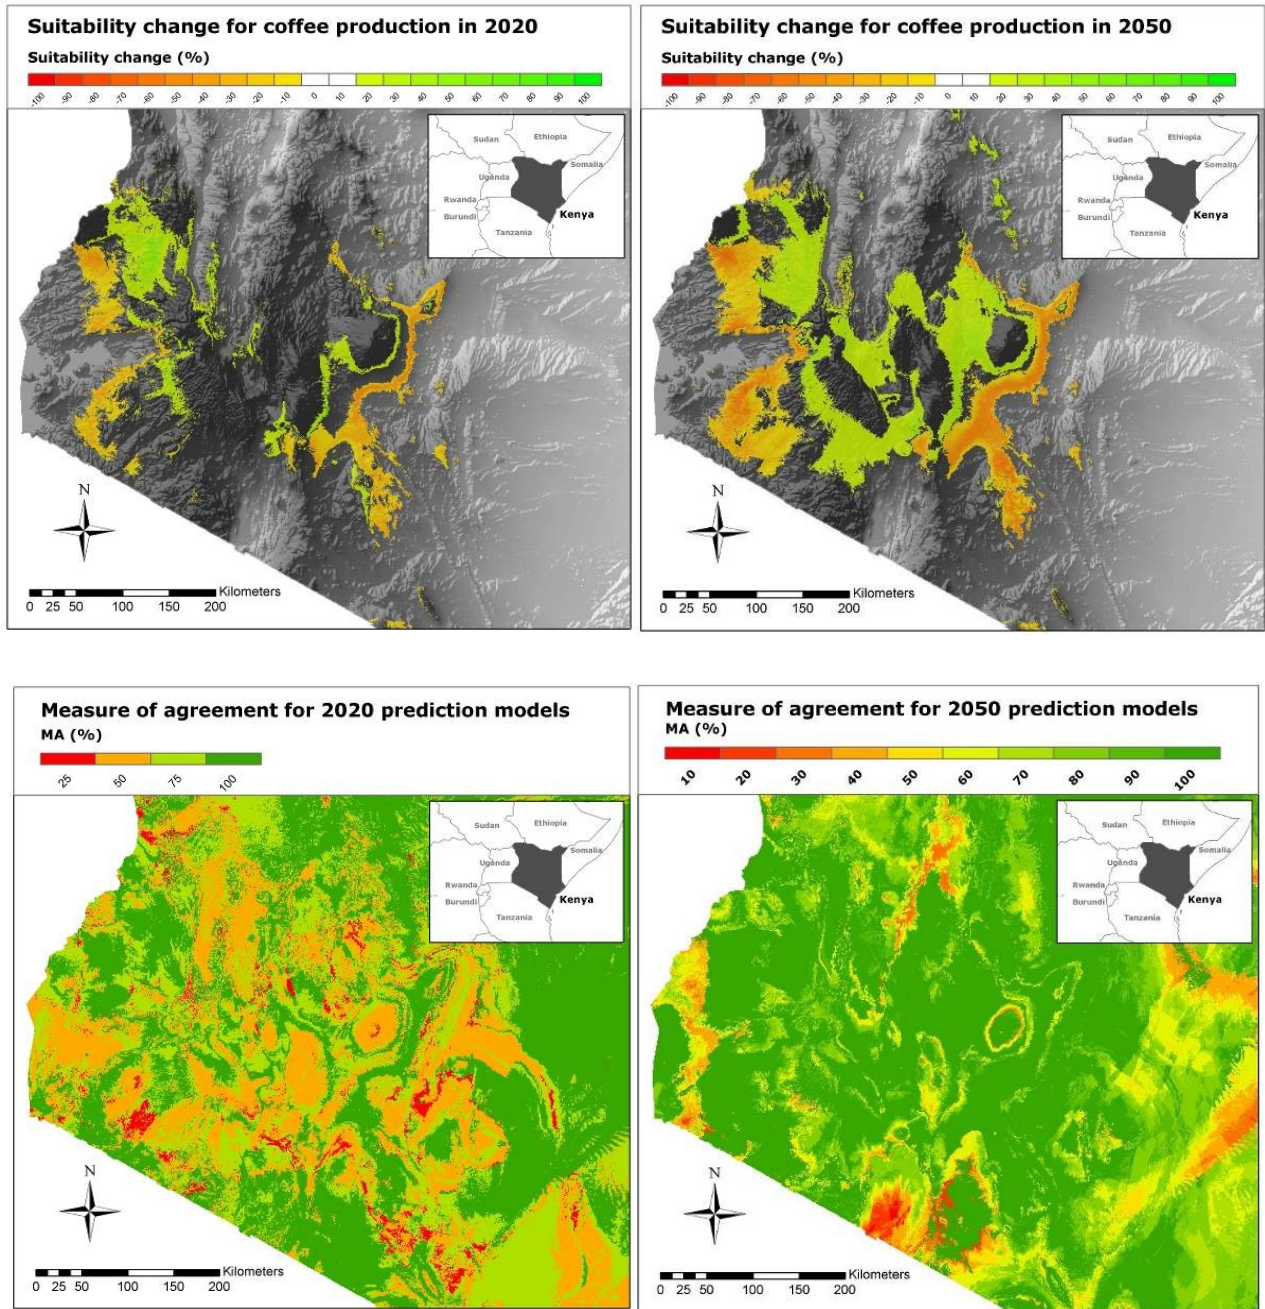 Suitability change for coffee production in 2020
Suitability change (%)
-100 -90 -80 -70 -60 -50 -40 -30 -20 -10 0 10 20 30 40 50 60 70 80 90 100
Sudan
Ethiopia
Somalia
Uganda
Rwanda
Burundi
Kenya
Tanzania
N
Kilometers
0 25 50 100 150 200
Suitability change for coffee production in 2050
Suitability change (%)
-100 -90 -80 -70 -60 -50 -40 -30 -20 -10 0 10 20 30 40 50 60 70 80 90 100
Sudan
Ethiopia
Somalia
Uganda
Rwanda
Burundi
Kenya
Tanzania
N
Kilometers
0 25 50 100 150 200
Measure of agreement for 2020 prediction models
MA (%)
25 50 75 100
Sudan
Ethiopia
Somalia
Uganda
Rwanda
Burundi
Kenya
Tanzania
N
Kilometers
0 25 50 100 150 200
Measure of agreement for 2050 prediction models
MA (%)
10 20 30 40 50 60 70 80 90 100
Sudan
Ethiopia
Somalia
Uganda
Rwanda
Burundi
Kenya
Tanzania
N
Kilometers
0 25 50 100 150 200